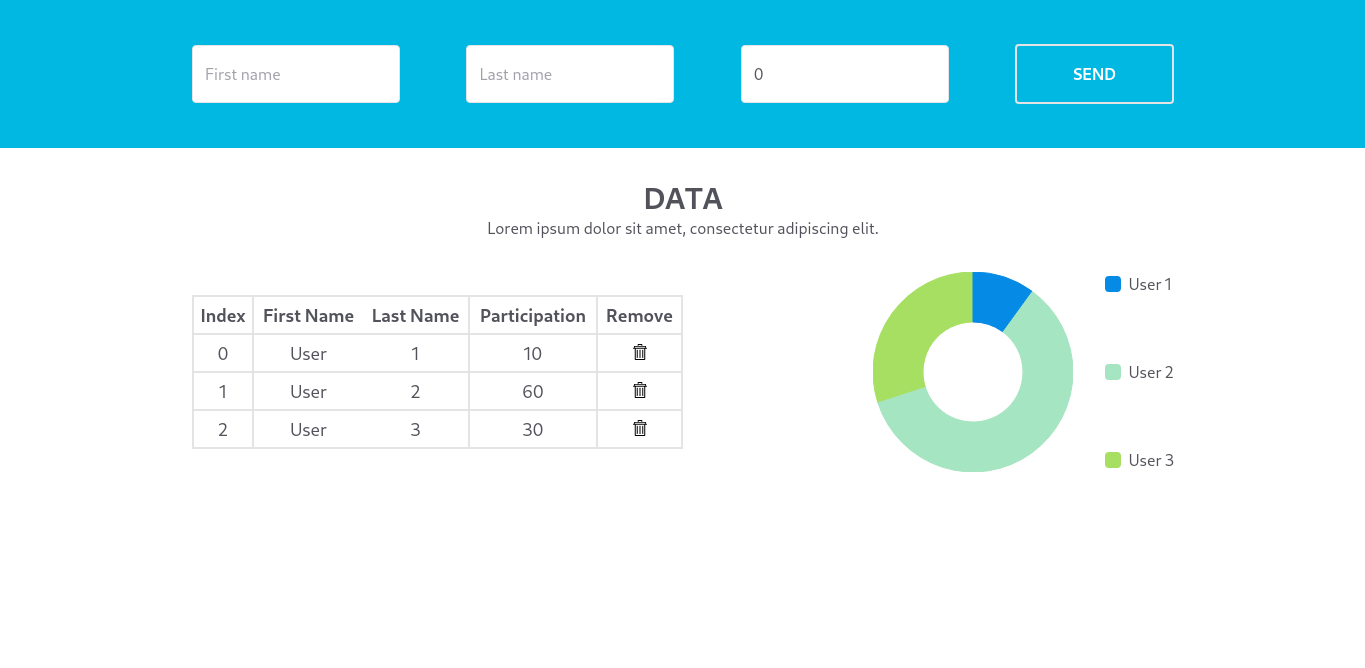 First name Last name 0 SEND
DATA
Lorem ipsum dolor sit amet, consectetur adipiscing elit.
Index First Name Last Name Participation Remove
0 User 1 10
1 User 2 60
2 User 3 30
User 1
User 2
User 3